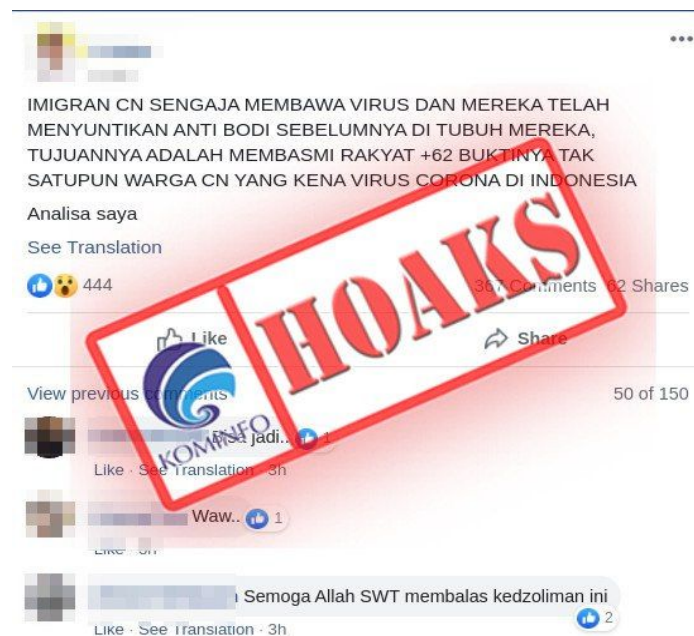 IMIGRAN CN SENGAJA MEMBAWA VIRUS DAN MEREKA TELAH
MENYUNTIKAN ANTI BODI SEBELUMNYA DI TUBUH MEREKA,
TUJUANNYA ADALAH MEMBASMI RAKYAT +62 BUKTINYA TAK
SATUPUN WARGA CN YANG KENA VIRUS CORONA DI INDONESIA
Analisa saya
See Translation
444
367 Comments 62 Shares
HOAKS
KOMINFO
Like
Share
View previous comments
50 of 150
Bisa jadi.. 1
Like · See Translation · 3h
Waw.. 1
Like · 3h
Semoga Allah SWT membalas kedzoliman ini
2
Like · See Translation · 3h